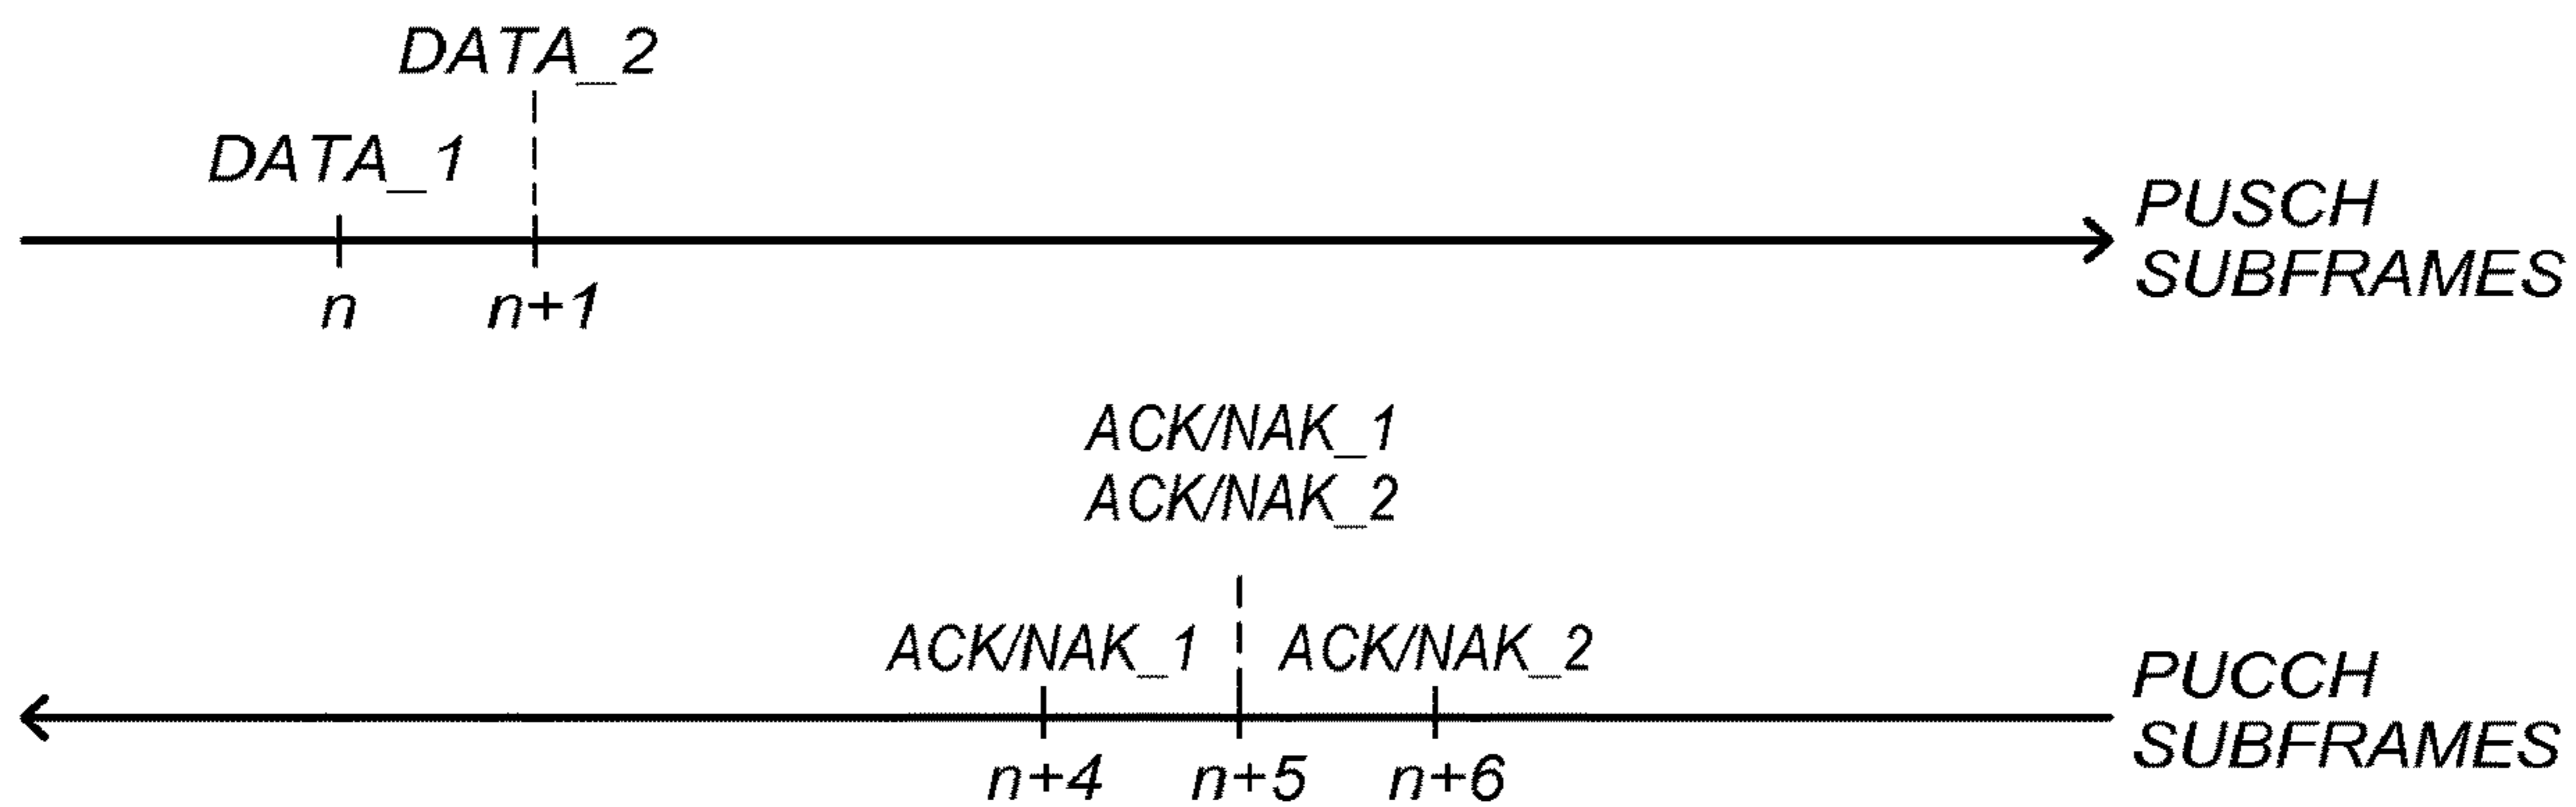 DATA_2
DATA_1
PUSCH
SUBFRAMES
n
n+1
ACK/NAK_1
ACK/NAK_2
ACK/NAK_1
ACK/NAK_2
PUCCH
SUBFRAMES
n+4
n+5
n+6